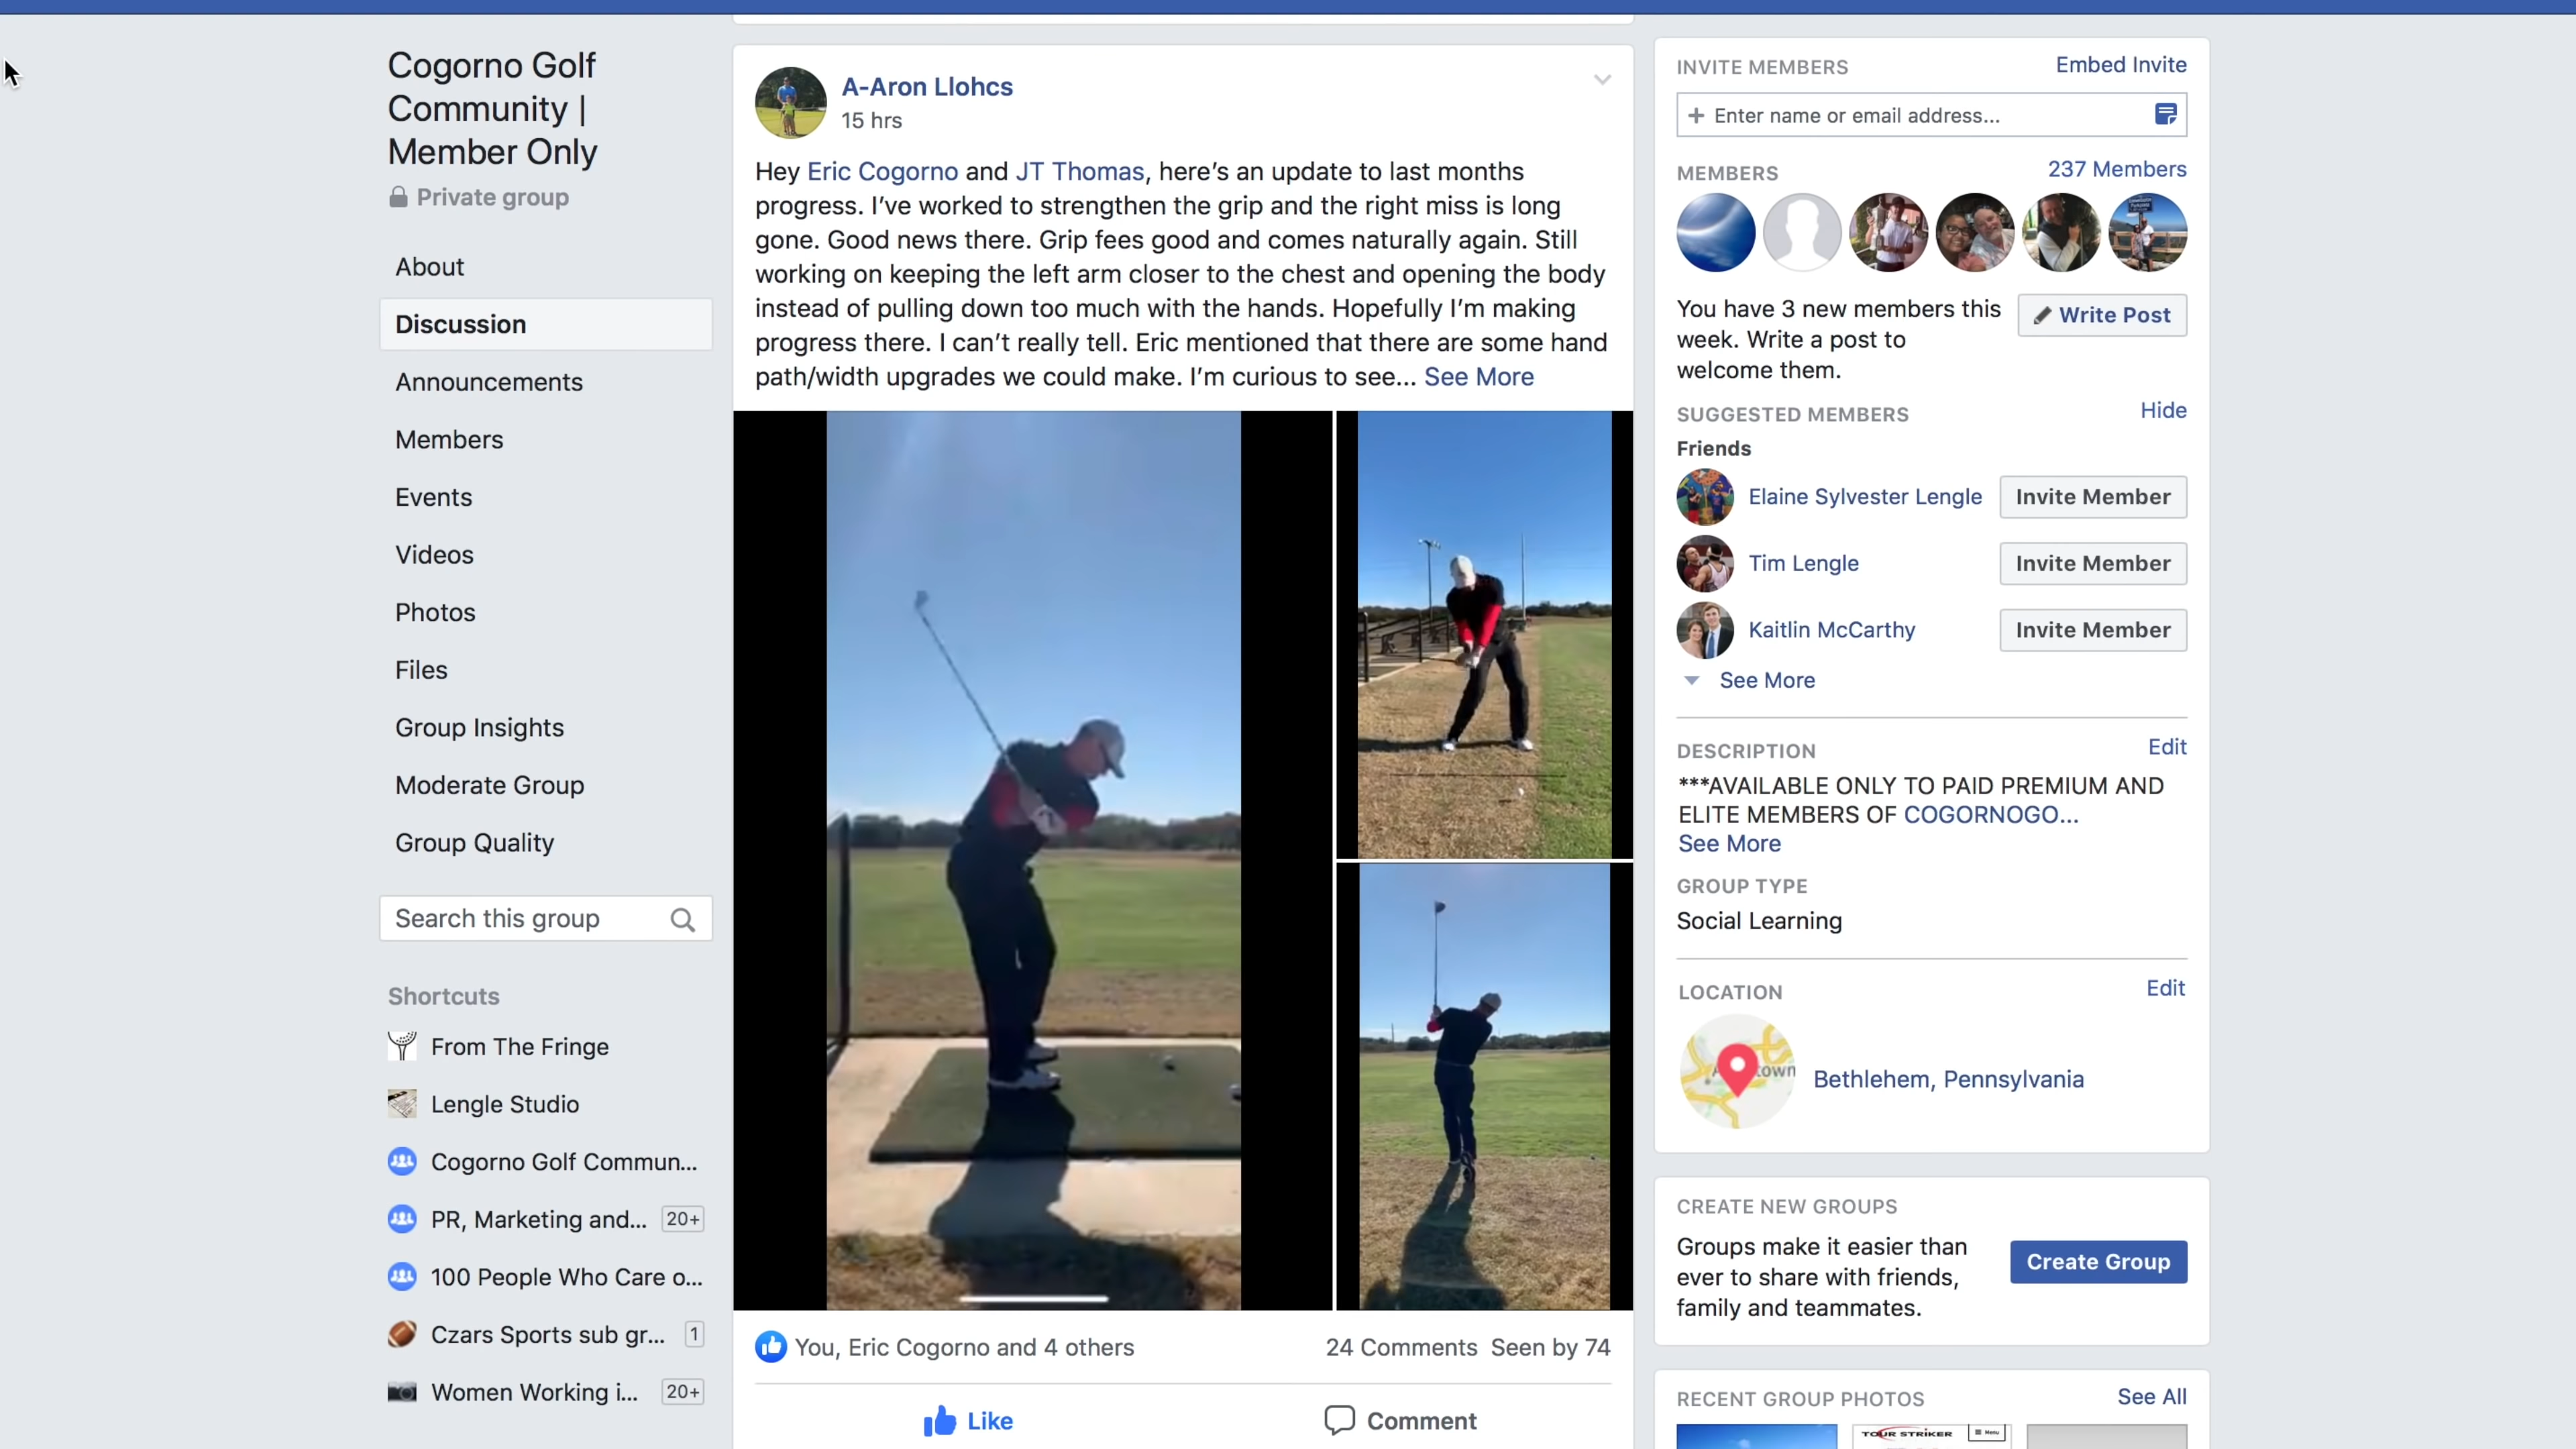 Cogorno Golf
Community |
Member Only
Private group
About
Discussion
Announcements
Members
Events
Videos
Photos
Files
Group Insights
Moderate Group
Group Quality
Search this group
Shortcuts
From The Fringe
Lengle Studio
Cogorno Golf Commun...
PR, Marketing and... 20+
100 People Who Care o...
Czars Sports sub gr... 1
Women Working i... 20+
A-Aron Llohcs
15 hrs
Hey Eric Cogorno and JT Thomas, here's an update to last months
progress. I've worked to strengthen the grip and the right miss is long
gone. Good news there. Grip fees good and comes naturally again. Still
working on keeping the left arm closer to the chest and opening the body
instead of pulling down too much with the hands. Hopefully I'm making
progress there. I can't really tell. Eric mentioned that there are some hand
path/width upgrades we could make. I'm curious to see... See More
You, Eric Cogorno and 4 others
24 Comments Seen by 74
Like
Comment
INVITE MEMBERS
Embed Invite
+ Enter name or email address...
MEMBERS
237 Members
You have 3 new members this
week. Write a post to
welcome them.
Write Post
SUGGESTED MEMBERS
Hide
Friends
Elaine Sylvester Lengle
Invite Member
Tim Lengle
Invite Member
Kaitlin McCarthy
Invite Member
See More
DESCRIPTION
Edit
***AVAILABLE ONLY TO PAID PREMIUM AND
ELITE MEMBERS OF COGORNOGO...
See More
GROUP TYPE
Social Learning
LOCATION
Edit
Bethlehem, Pennsylvania
CREATE NEW GROUPS
Groups make it easier than
ever to share with friends,
family and teammates.
Create Group
RECENT GROUP PHOTOS
See All
TOUR STRIKER
Menu